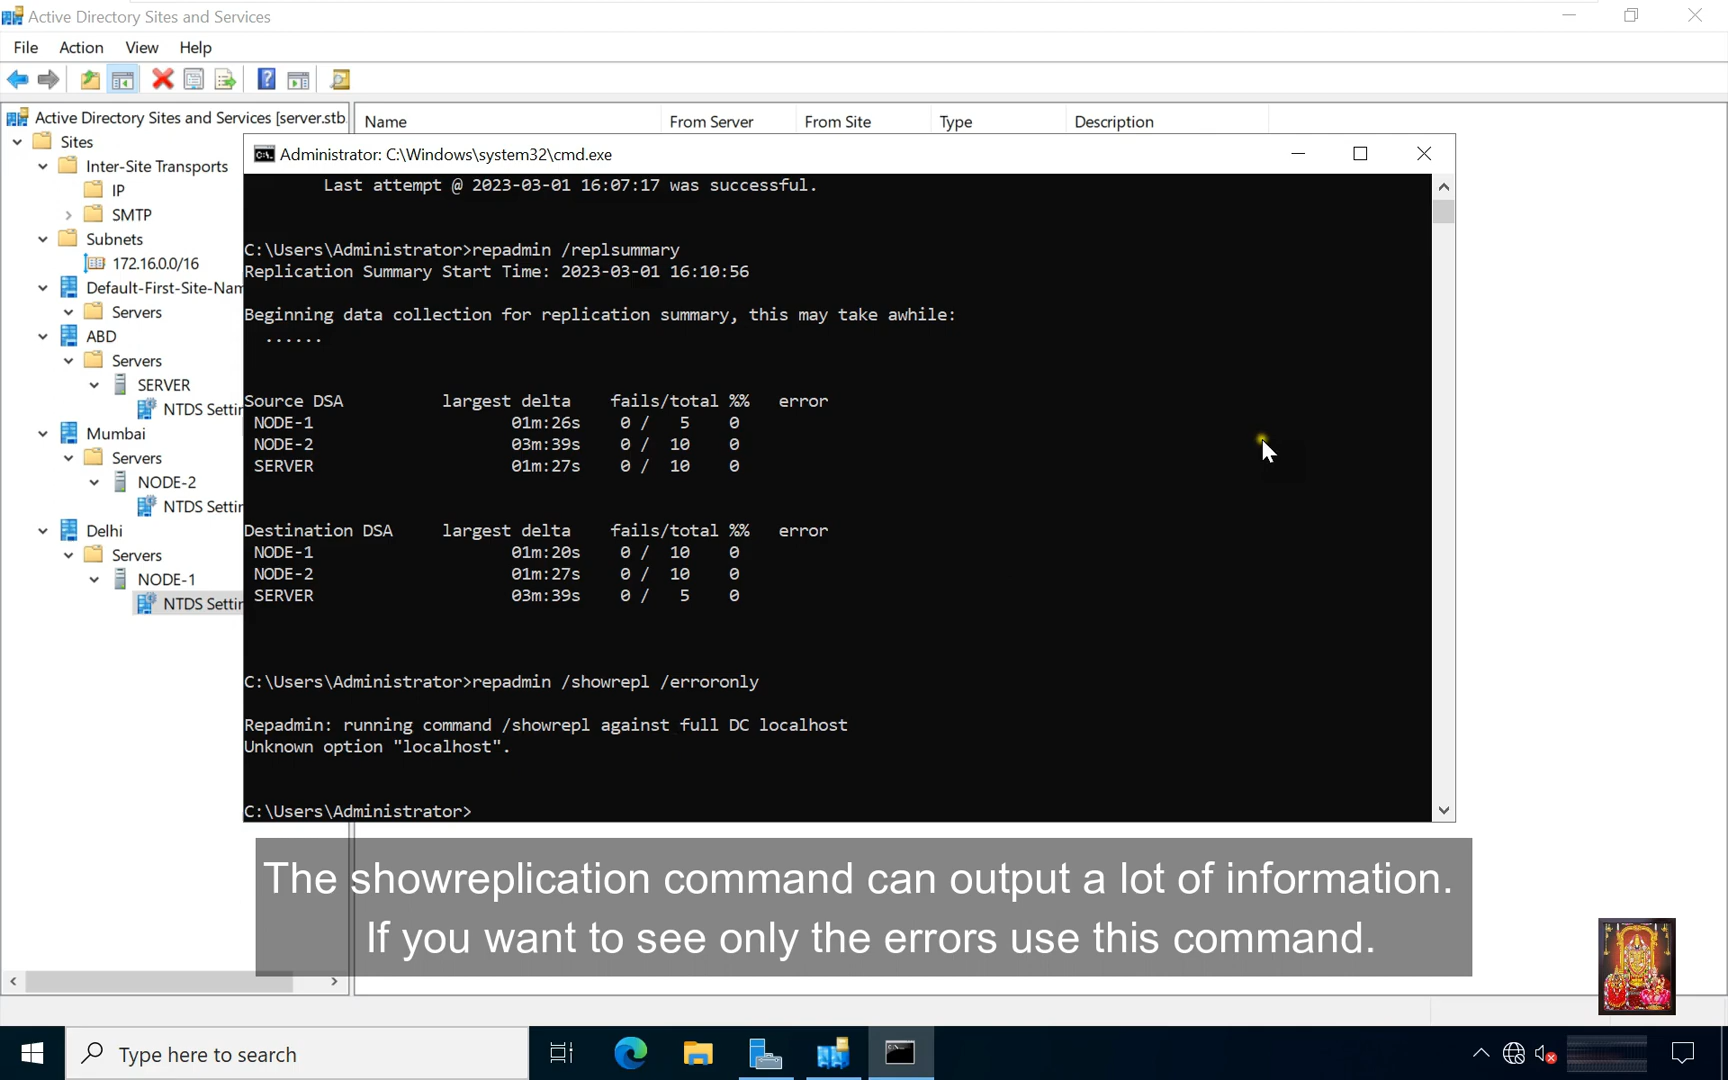 Active Directory Sites and Services
File Action View Help
Active Directory Sites and Services [server.stb
Name From Server From Site Type Description
Sites
Inter-Site Transports
IP
SMTP
Subnets
172.16.0.0/16
Default-First-Site-Nam
Servers
ABD
Servers
SERVER
NTDS Settin
Mumbai
Servers
NODE-2
NTDS Settin
Delhi
Servers
NODE-1
NTDS Settin
Administrator: C:\Windows\system32\cmd.exe
Last attempt @ 2023-03-01 16:07:17 was successful.
C:\Users\Administrator>repadmin /replsummary
Replication Summary Start Time: 2023-03-01 16:10:56
Beginning data collection for replication summary, this may take awhile:
......
Source DSA largest delta fails/total %% error
NODE-1 01m:26s 0 / 5 0
NODE-2 03m:39s 0 / 10 0
SERVER 01m:27s 0 / 10 0
Destination DSA largest delta fails/total %% error
NODE-1 01m:20s 0 / 10 0
NODE-2 01m:27s 0 / 10 0
SERVER 03m:39s 0 / 5 0
C:\Users\Administrator>repadmin /showrepl /erroronly
Repadmin: running command /showrepl against full DC localhost
Unknown option "localhost".
C:\Users\Administrator>
The showreplication command can output a lot of information.
If you want to see only the errors use this command.
Type here to search